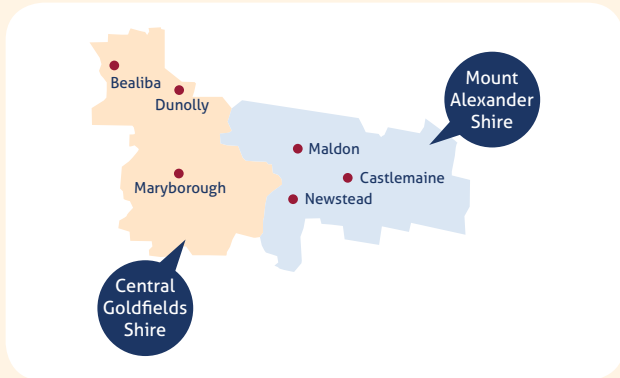 Bealiba
Dunolly
Maryborough
Maldon
Castlemaine
Newstead
Mount
Alexander
Shire
Central
Goldfields
Shire